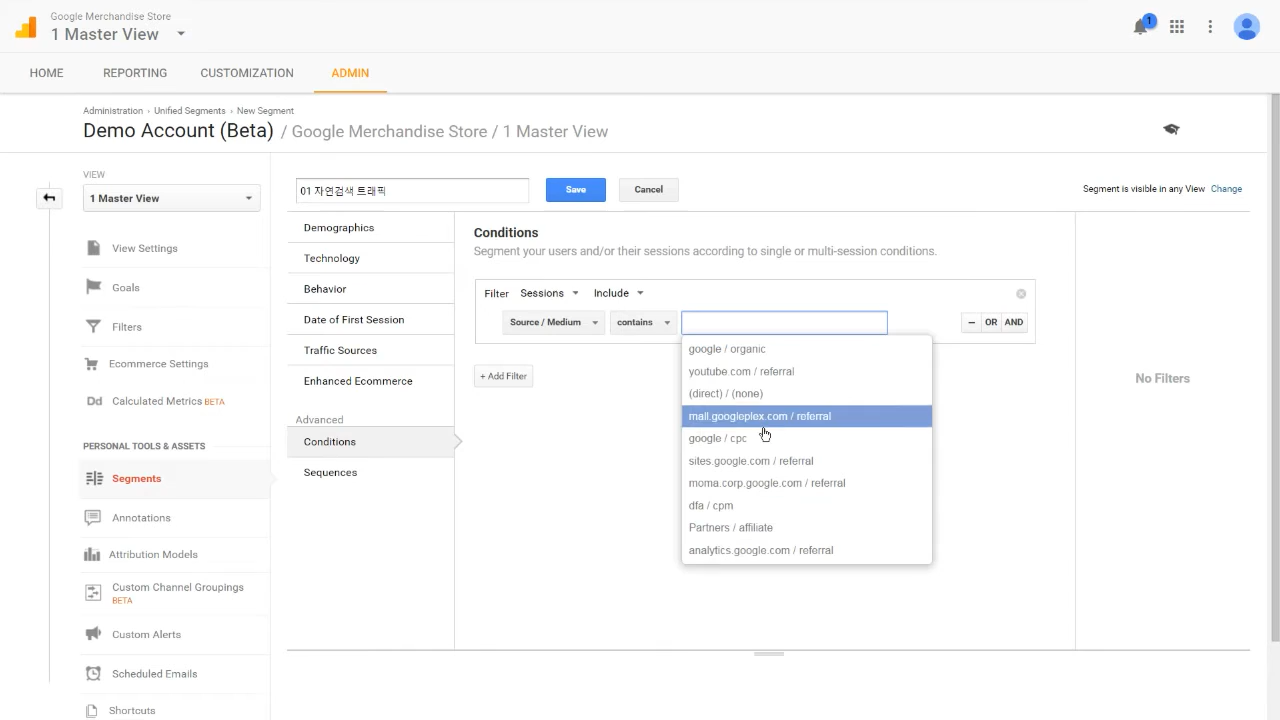 Google Merchandise Store
1 Master View
1
HOME
REPORTING
CUSTOMIZATION
ADMIN
Administration › Unified Segments › New Segment
Demo Account (Beta) / Google Merchandise Store / 1 Master View
VIEW
1 Master View
View Settings
Goals
Filters
Ecommerce Settings
Dd Calculated Metrics BETA
PERSONAL TOOLS & ASSETS
Segments
Annotations
Attribution Models
Custom Channel Groupings
BETA
Custom Alerts
Scheduled Emails
Shortcuts
01 자연검색 트래픽
Save
Cancel
Segment is visible in any View Change
Demographics
Technology
Behavior
Date of First Session
Traffic Sources
Enhanced Ecommerce
Advanced
Conditions
Sequences
Conditions
Segment your users and/or their sessions according to single or multi-session conditions.
Filter Sessions Include
Source / Medium contains
– OR AND
google / organic
youtube.com / referral
(direct) / (none)
mall.googleplex.com / referral
google / cpc
sites.google.com / referral
moma.corp.google.com / referral
dfa / cpm
Partners / affiliate
analytics.google.com / referral
+ Add Filter
No Filters